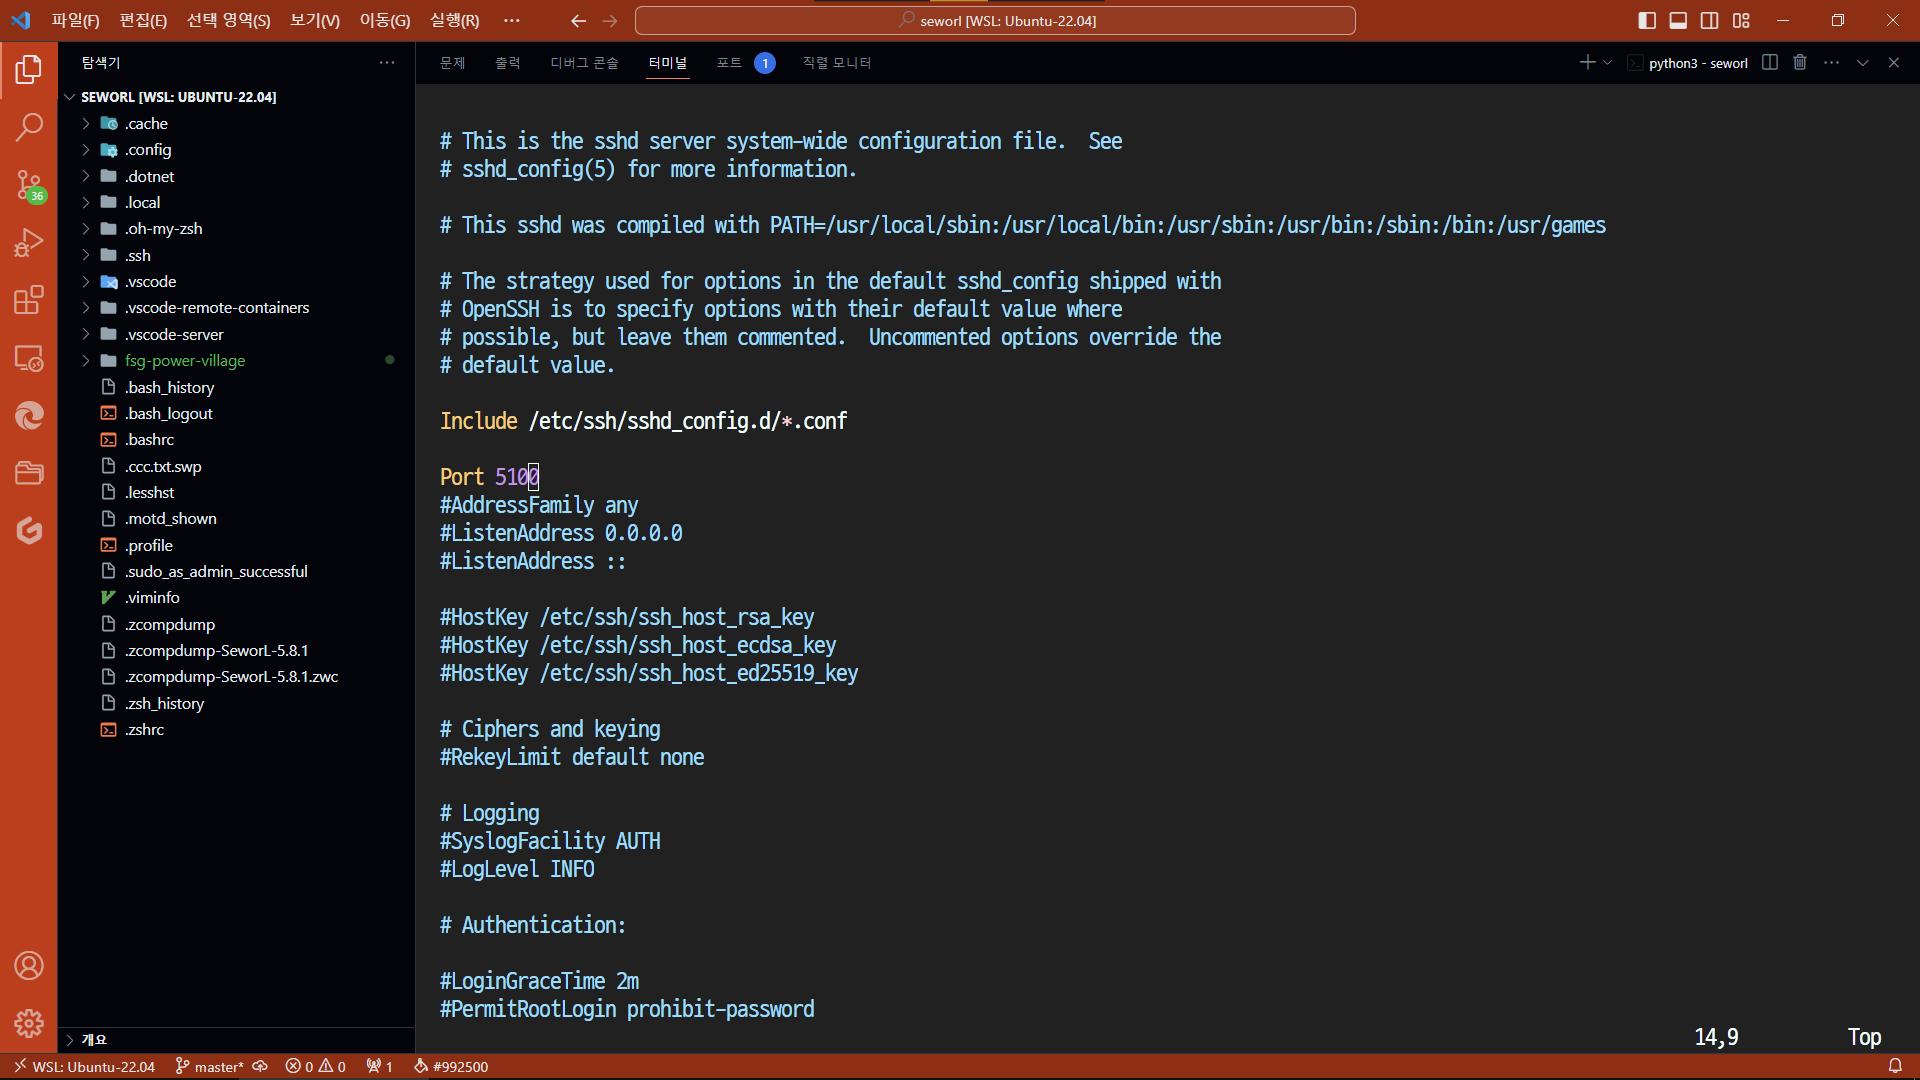 파일(F) 편집(E) 선택 영역(S) 보기(V) 이동(G) 실행(R) ···
seworl [WSL: Ubuntu-22.04]
탐색기
SEWORL [WSL: UBUNTU-22.04]
.cache
.config
.dotnet
.local
.oh-my-zsh
.ssh
.vscode
.vscode-remote-containers
.vscode-server
fsg-power-village
.bash_history
.bash_logout
.bashrc
.ccc.txt.swp
.lesshst
.motd_shown
.profile
.sudo_as_admin_successful
.viminfo
.zcompdump
.zcompdump-SeworL-5.8.1
.zcompdump-SeworL-5.8.1.zwc
.zsh_history
.zshrc
개요
36
문제 출력 디버그 콘솔 터미널 포트 1 직렬 모니터
python3 - seworl
# This is the sshd server system-wide configuration file.  See
# sshd_config(5) for more information.
# This sshd was compiled with PATH=/usr/local/sbin:/usr/local/bin:/usr/sbin:/usr/bin:/sbin:/bin:/usr/games
# The strategy used for options in the default sshd_config shipped with
# OpenSSH is to specify options with their default value where
# possible, but leave them commented.  Uncommented options override the
# default value.
Include /etc/ssh/sshd_config.d/*.conf
Port 5100
#AddressFamily any
#ListenAddress 0.0.0.0
#ListenAddress ::
#HostKey /etc/ssh/ssh_host_rsa_key
#HostKey /etc/ssh/ssh_host_ecdsa_key
#HostKey /etc/ssh/ssh_host_ed25519_key
# Ciphers and keying
#RekeyLimit default none
# Logging
#SyslogFacility AUTH
#LogLevel INFO
# Authentication:
#LoginGraceTime 2m
#PermitRootLogin prohibit-password
14,9 Top
WSL: Ubuntu-22.04 master* 0 0 1 #992500